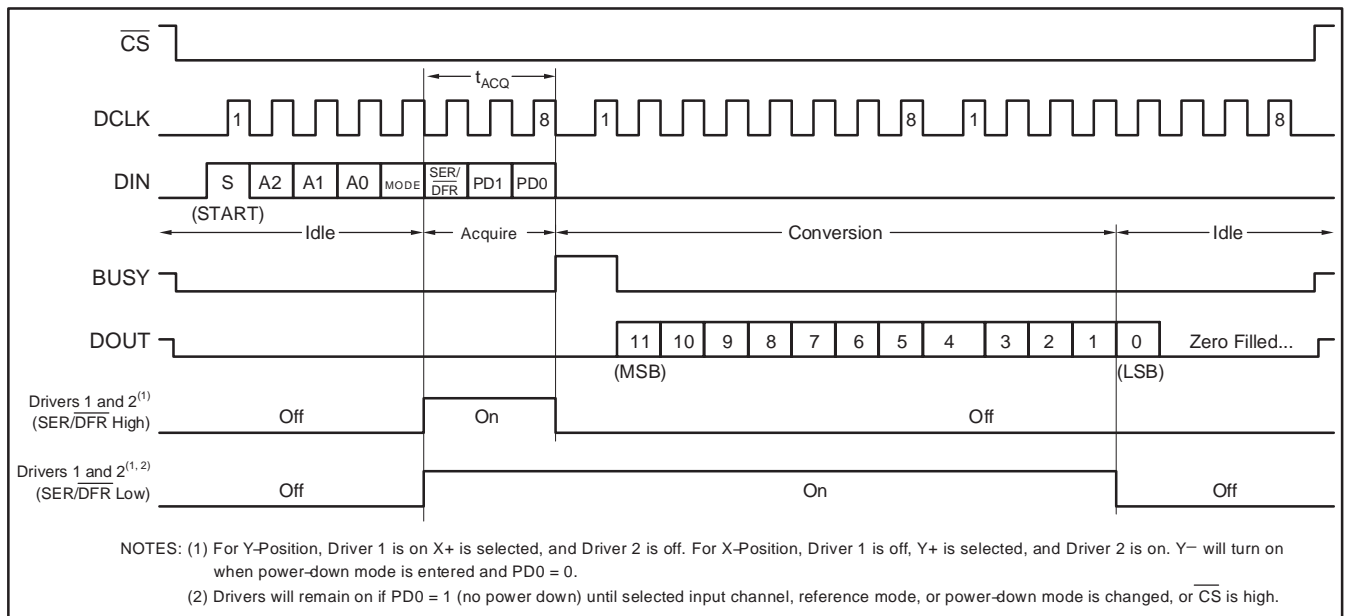 CS
tACQ
DCLK 1 8 1 8 1 8
DIN S A2 A1 A0 MODE SER/DFR PD1 PD0
(START)
Idle Acquire Conversion Idle
BUSY
DOUT 11 10 9 8 7 6 5 4 3 2 1 0 Zero Filled...
(MSB) (LSB)
Drivers 1 and 2(1)
(SER/DFR High)
Off On Off
Drivers 1 and 2(1, 2)
(SER/DFR Low)
Off On Off
NOTES: (1) For Y-Position, Driver 1 is on X+ is selected, and Driver 2 is off. For X-Position, Driver 1 is off, Y+ is selected, and Driver 2 is on. Y− will turn on
when power-down mode is entered and PD0 = 0.
(2) Drivers will remain on if PD0 = 1 (no power down) until selected input channel, reference mode, or power-down mode is changed, or CS is high.